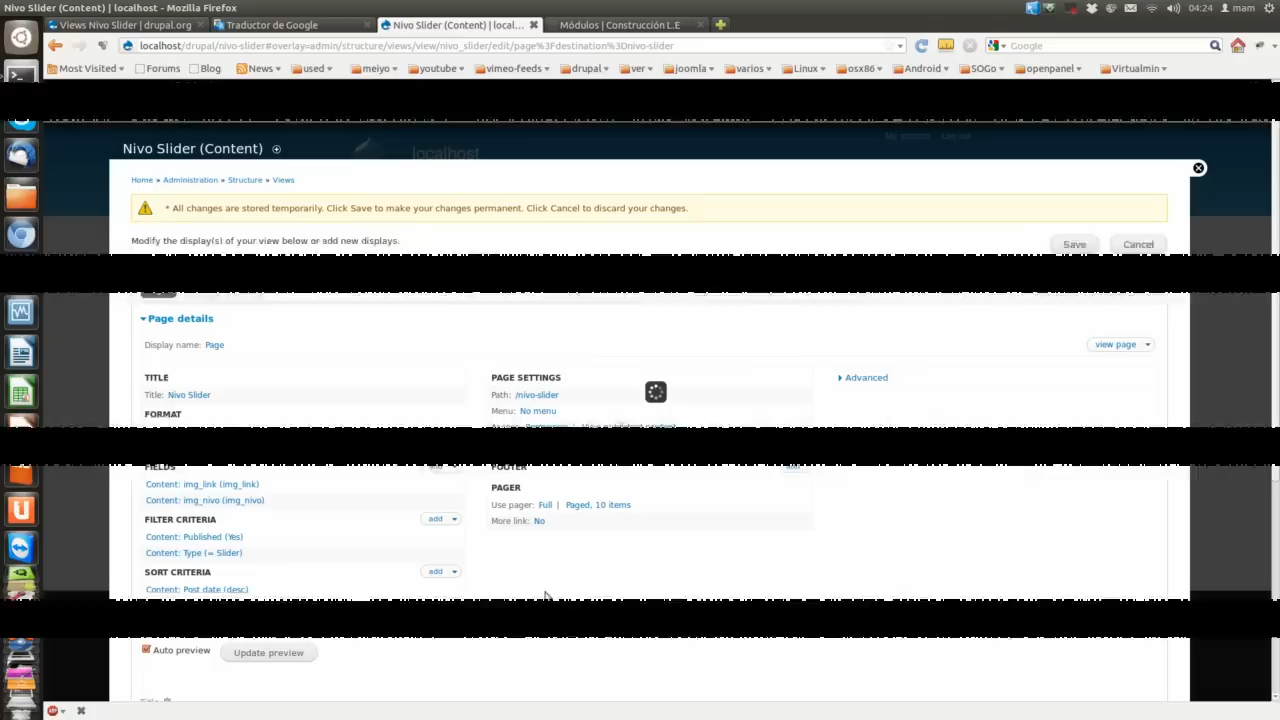 Nivo Slider (Content) | localhost - Mozilla Firefox
04:24 mam
Views Nivo Slider | drupal.org
Traductor de Google
Nivo Slider (Content) | local...
Módulos | Construcción L.E
localhost/drupal/nivo-slider#overlay=admin/structure/views/view/nivo_slider/edit/page%3Fdestination%3Dnivo-slider
Google
Most Visited Forums Blog News used meiyo youtube vimeo-feeds drupal ver joomla varios Linux osx86 Android SOGo openpanel Virtualmin
Log out
Nivo Slider (Content)
localhost
Home » Administration » Structure » Views
* All changes are stored temporarily. Click Save to make your changes permanent. Click Cancel to discard your changes.
Modify the display(s) of your view below or add new displays.
Save
Cancel
Page details
Display name: Page
view page
TITLE
Title: Nivo Slider
FORMAT
PAGE SETTINGS
Path: /nivo-slider
Menu: No menu
Advanced
FIELDS
Content: img_link (img_link)
Content: img_nivo (img_nivo)
FILTER CRITERIA
add
Content: Published (Yes)
Content: Type (= Slider)
SORT CRITERIA
add
Content: Post date (desc)
FOOTER
PAGER
Use pager: Full | Paged, 10 items
More link: No
Auto preview
Update preview